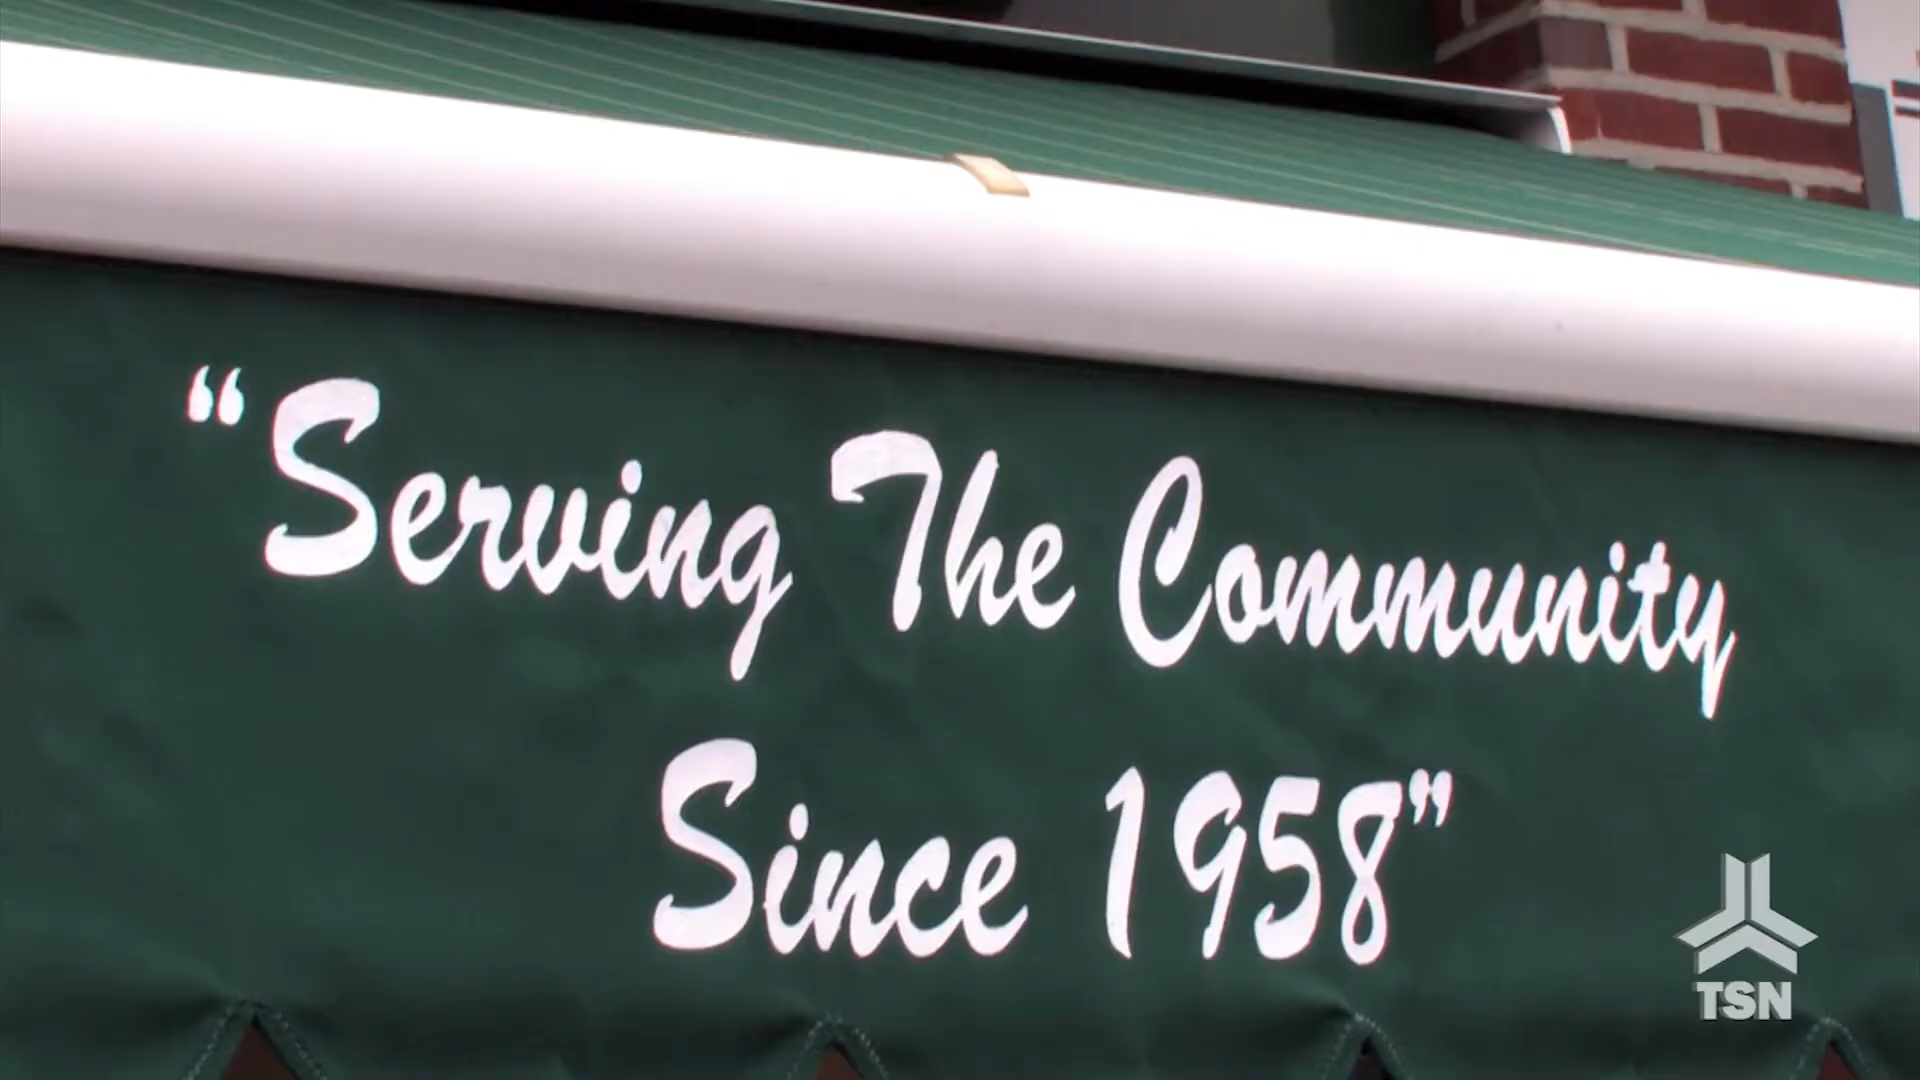 “Serving The Community
Since 1958”
TSN